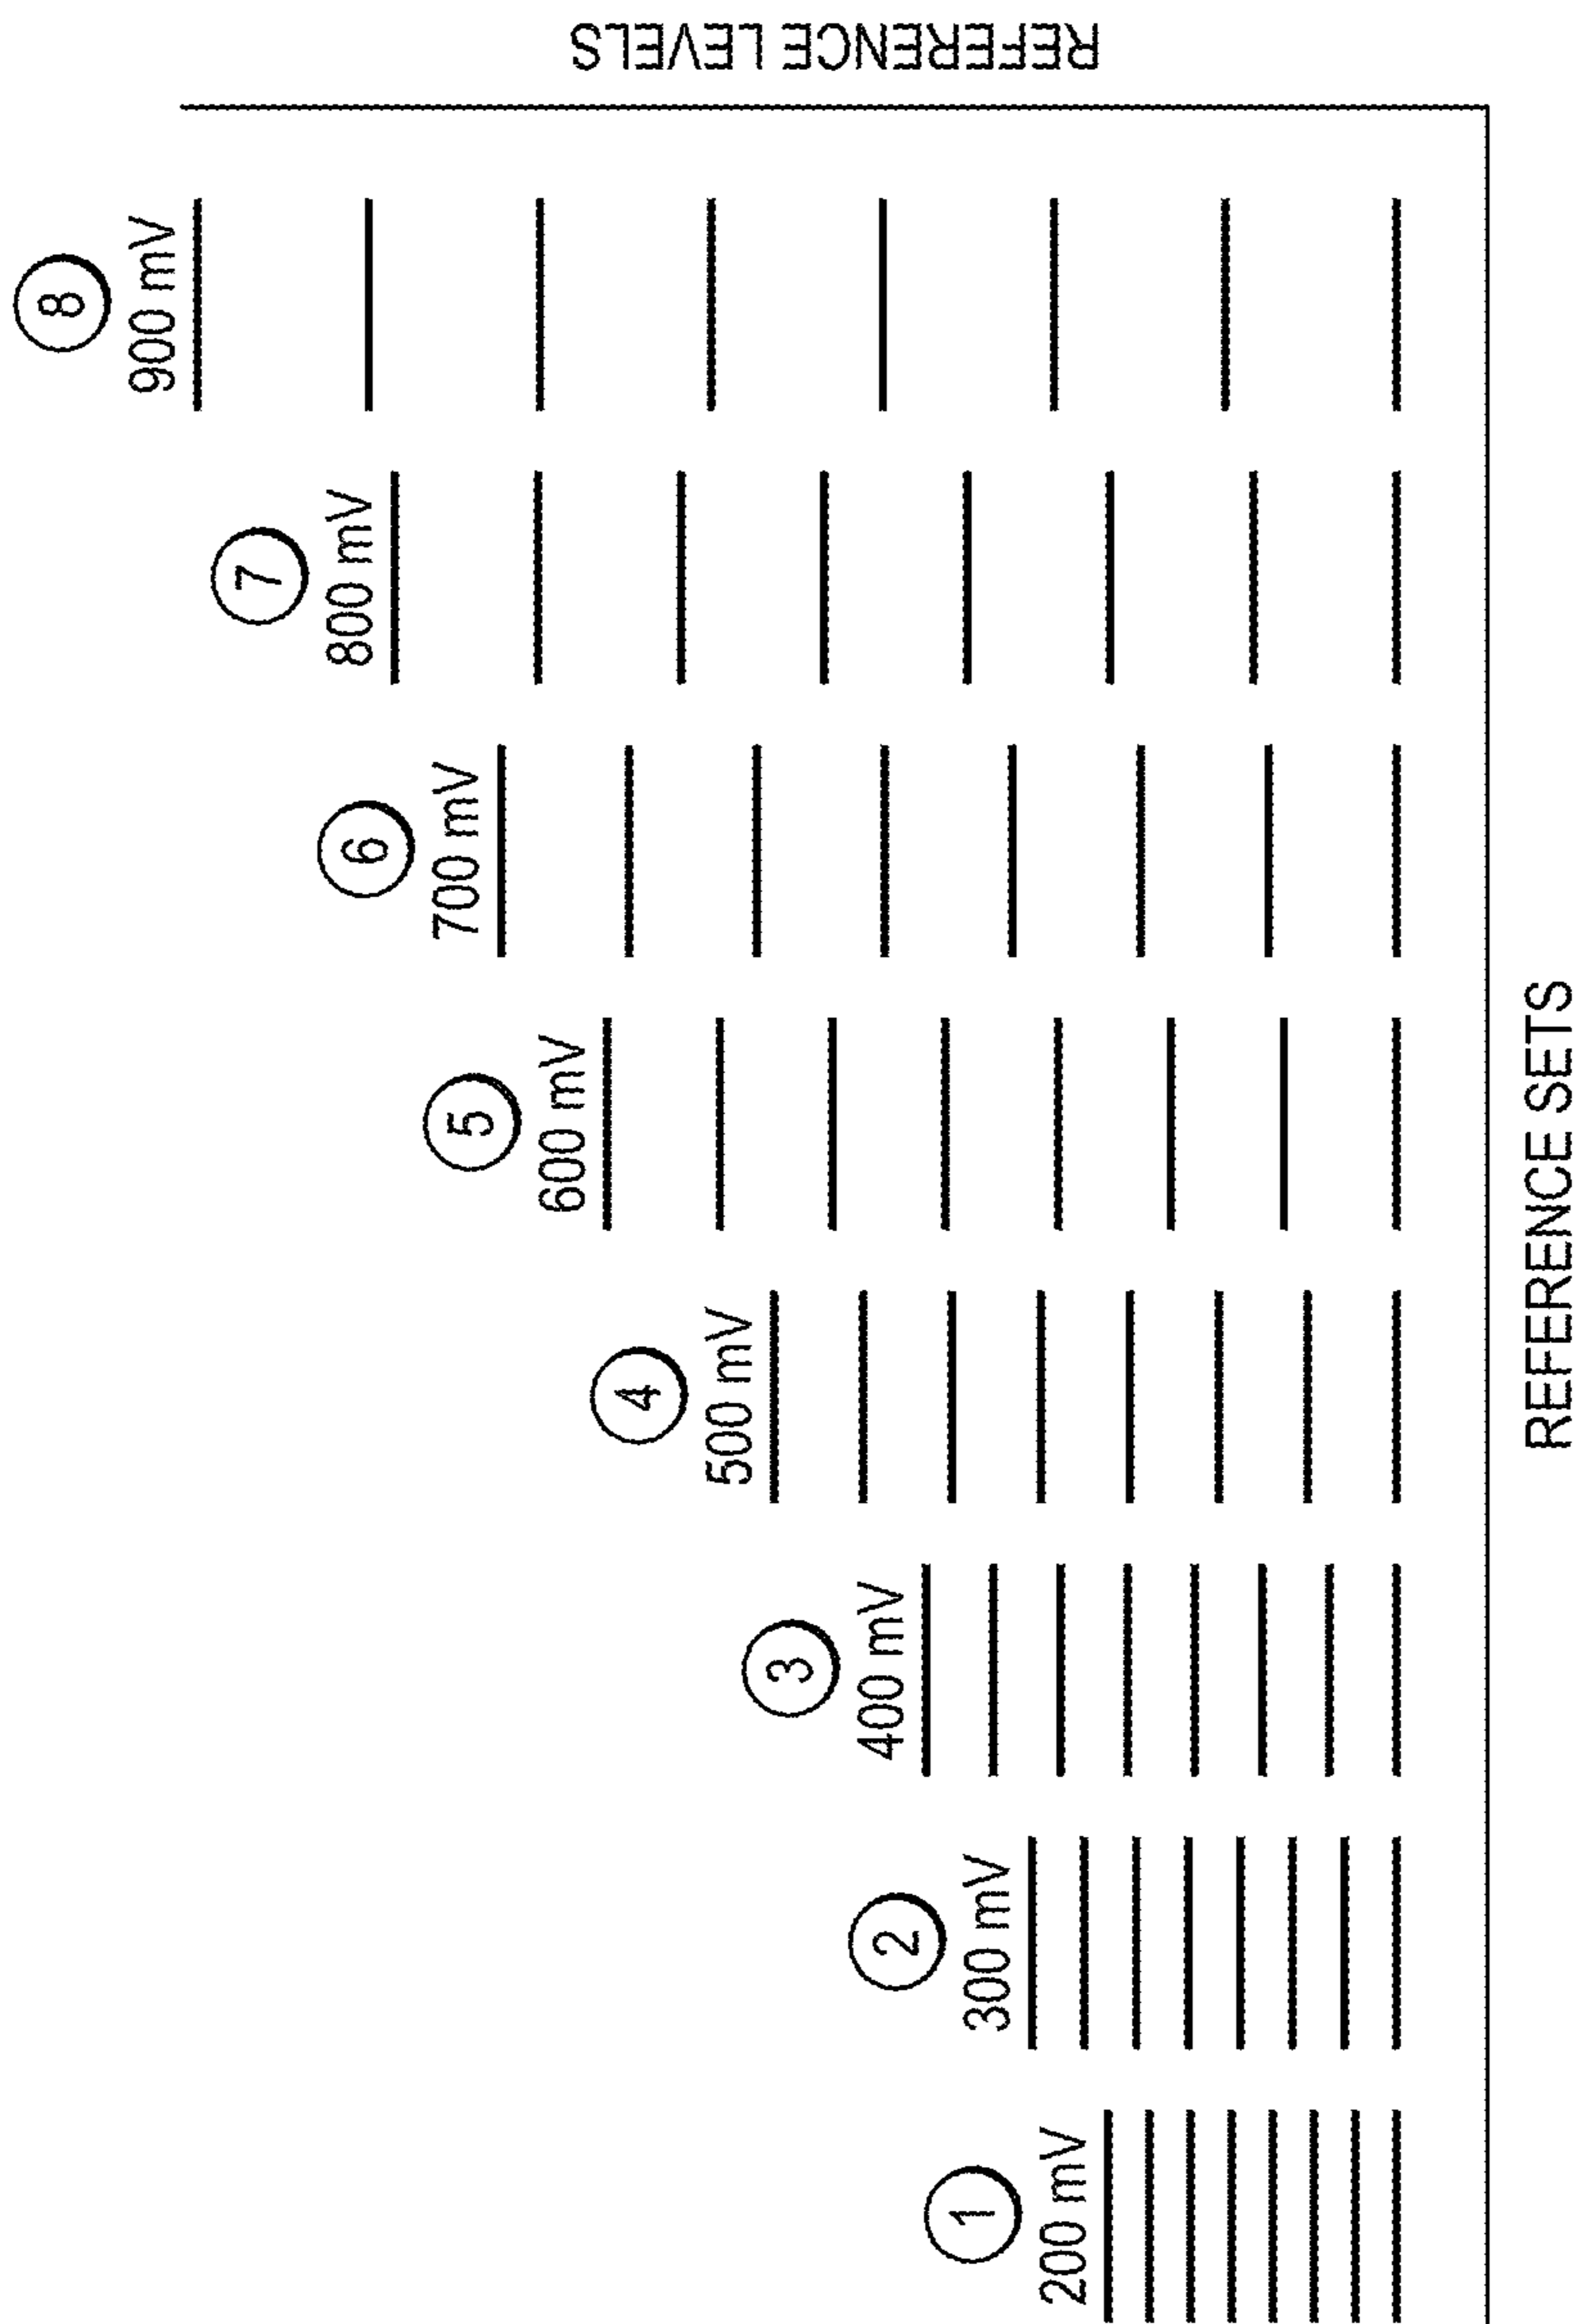 REFERENCE LEVELS
8
900 mV
7
800 mV
6
700 mV
5
600 mV
4
500 mV
3
400 mV
2
300 mV
1
200 mV
REFERENCE SETS